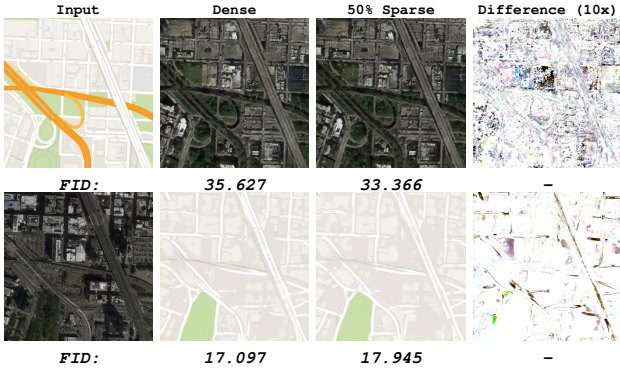 Input Dense 50% Sparse Difference (10x)
FID: 35.627 33.366 –
FID: 17.097 17.945 –